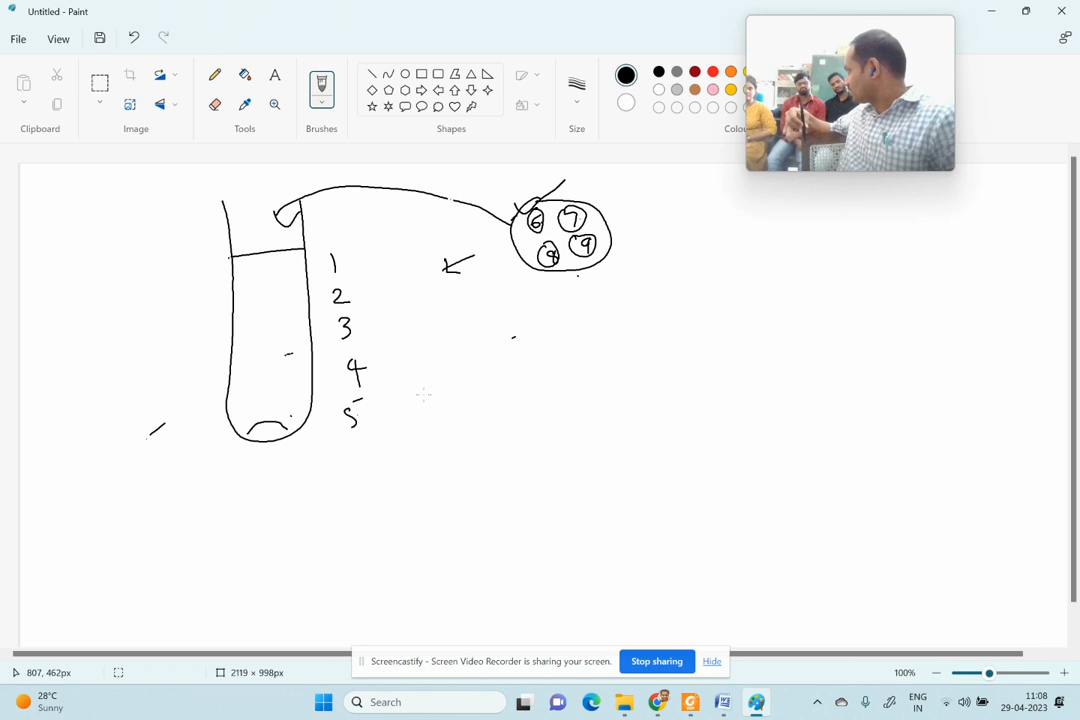 Untitled - Paint
File View
Clipboard
Image
Tools
Brushes
Shapes
Size
Colou
A
6 7
8 9
1
2
3
4
5
Screencastify - Screen Video Recorder is sharing your screen. Stop sharing Hide
807, 462px
2119 × 998px
100%
28°C
Sunny
Search
ENG
IN
11:08
29-04-2023